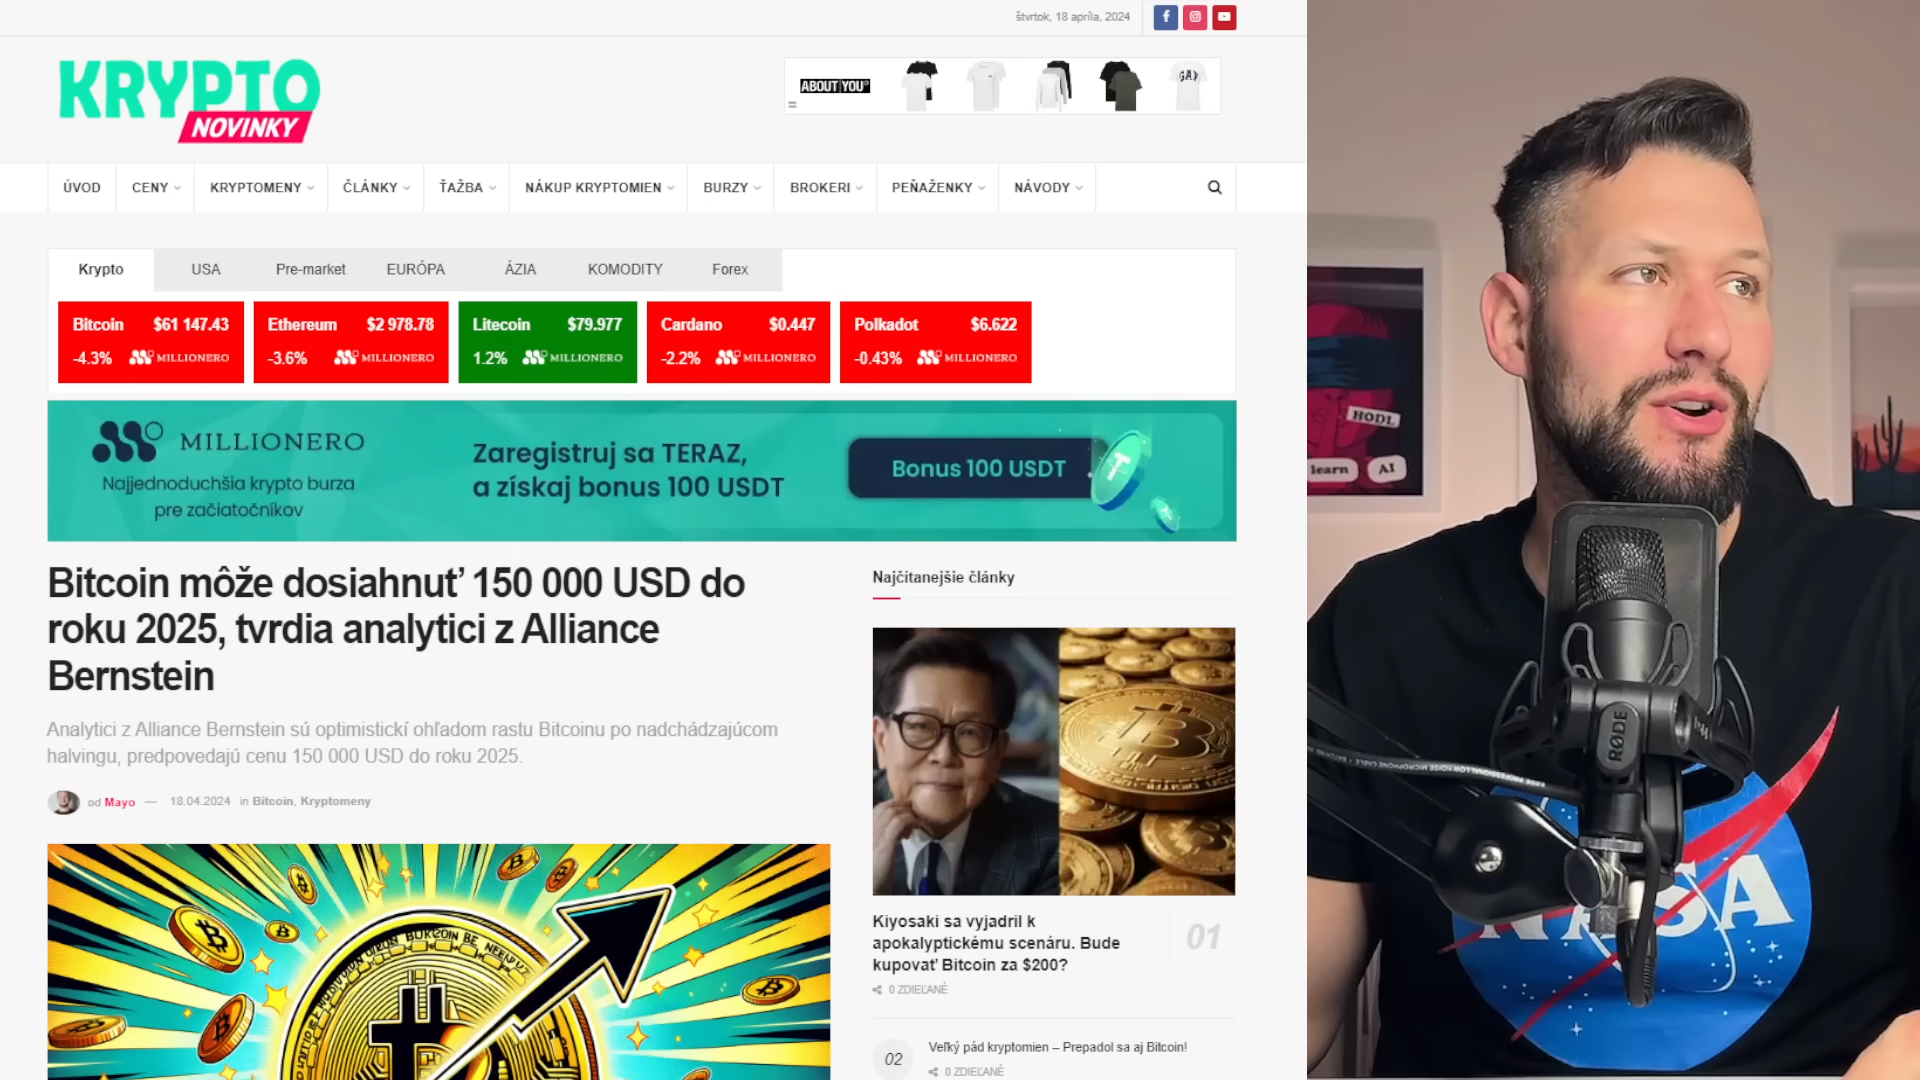 štvrtok, 18 apríla, 2024
KRYPTO
NOVINKY
ABOUT YOU
GAP
ÚVOD
CENY
KRYPTOMENY
ČLÁNKY
ŤAŽBA
NÁKUP KRYPTOMIEN
BURZY
BROKERI
PEŇAŽENKY
NÁVODY
Krypto
USA
Pre-market
EURÓPA
ÁZIA
KOMODITY
Forex
Bitcoin $61 147.43
-4.3% MILLIONERO
Ethereum $2 978.78
-3.6% MILLIONERO
Litecoin $79.977
1.2% MILLIONERO
Cardano $0.447
-2.2% MILLIONERO
Polkadot $6.622
-0.43% MILLIONERO
MILLIONERO
Najjednoduchšia krypto burza
pre začiatočníkov
Zaregistruj sa TERAZ,
a získaj bonus 100 USDT
Bonus 100 USDT
Bitcoin môže dosiahnuť 150 000 USD do
roku 2025, tvrdia analytici z Alliance
Bernstein
Analytici z Alliance Bernstein sú optimistickí ohľadom rastu Bitcoinu po nadchádzajúcom
halvingu, predpovedajú cenu 150 000 USD do roku 2025.
od Mayo — 18.04.2024 in Bitcoin, Kryptomeny
Najčítanejšie články
Kiyosaki sa vyjadril k
apokalyptickému scenáru. Bude
kupovať Bitcoin za $200?
01
0 ZDIEĽANÉ
02
Veľký pád kryptomien – Prepadol sa aj Bitcoin!
0 ZDIEĽANÉ
HODL
learn
AI
RØDE
NASA